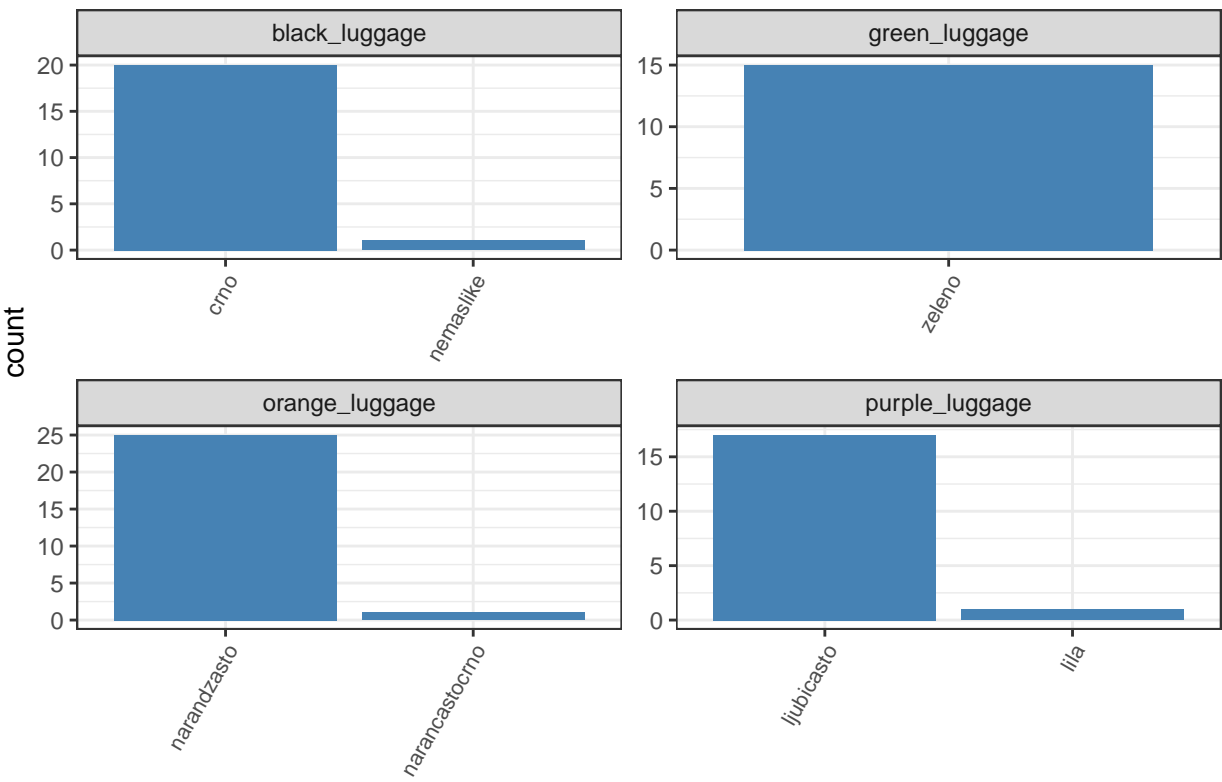 black_luggage
20
15
10
5
0
crno
nemaslike
green_luggage
15
10
5
0
zeleno
count
orange_luggage
25
20
15
10
5
0
narandzasto
narancastocrno
purple_luggage
15
10
5
0
ljubicasto
lila